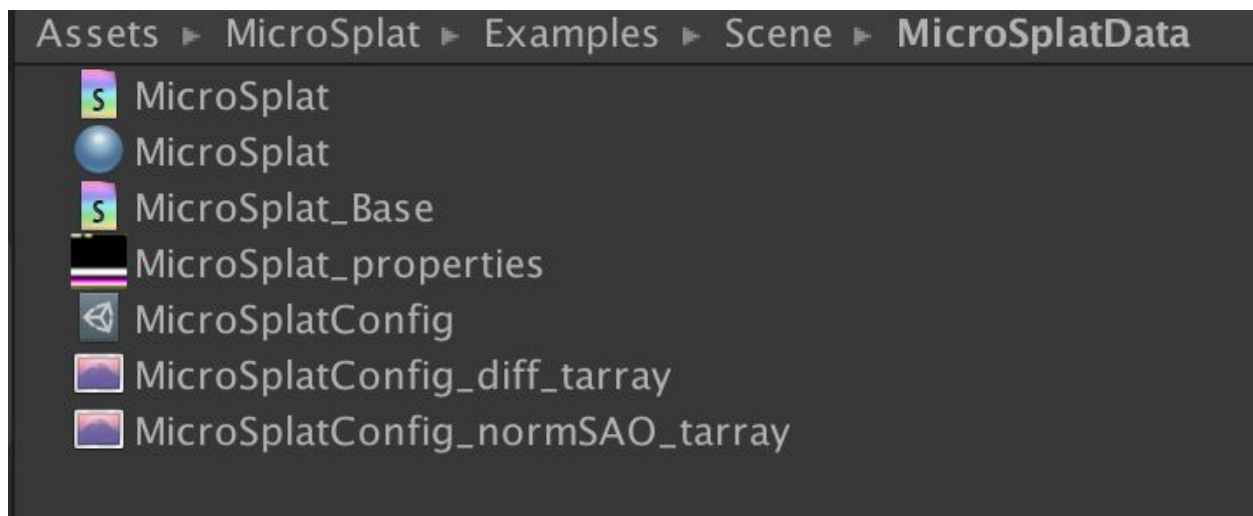 Assets ▸ MicroSplat ▸ Examples ▸ Scene ▸ MicroSplatData
MicroSplat
MicroSplat
MicroSplat_Base
MicroSplat_properties
MicroSplatConfig
MicroSplatConfig_diff_tarray
MicroSplatConfig_normSAO_tarray